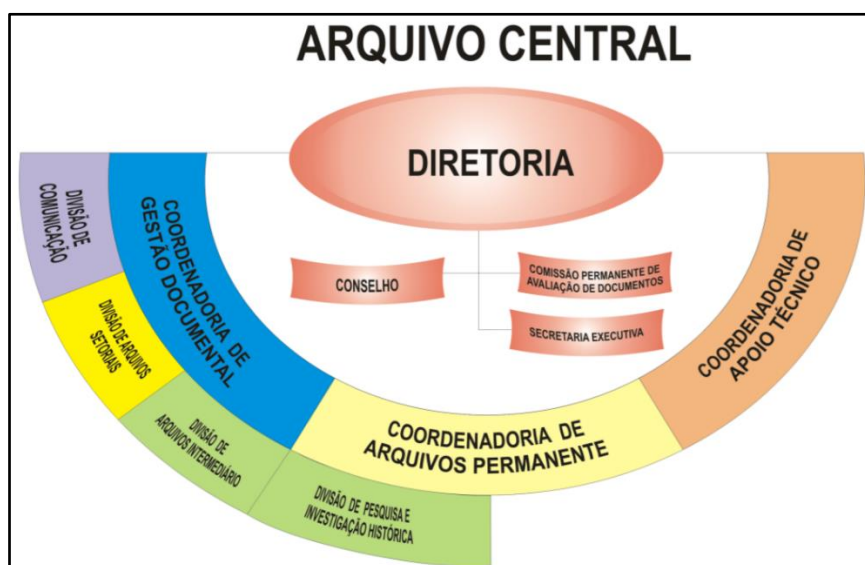 ARQUIVO CENTRAL
DIRETORIA
CONSELHO
COMISSÃO PERMANENTE DE
AVALIAÇÃO DE DOCUMENTOS
SECRETARIA EXECUTIVA
DIVISÃO DE
COMUNICAÇÃO
COORDENADORIA DE
GESTÃO DOCUMENTAL
DIVISÃO DE ARQUIVOS
SETORIAIS
DIVISÃO DE
ARQUIVOS INTERMEDIÁRIO
DIVISÃO DE PESQUISA E
INVESTIGAÇÃO HISTÓRICA
COORDENADORIA DE
ARQUIVOS PERMANENTE
COORDENADORIA DE
APOIO TÉCNICO